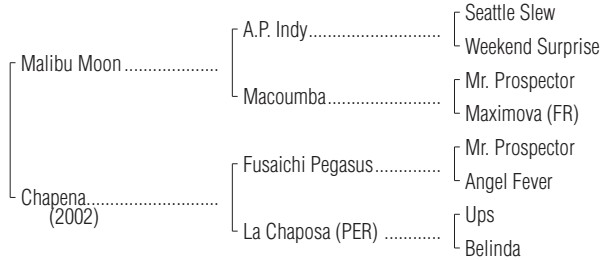 Seattle Slew
A.P. Indy..............................
Weekend Surprise
Malibu Moon.....................
Mr. Prospector
Macoumba..........................
Maximova (FR)
Mr. Prospector
Fusaichi Pegasus...............
Angel Fever
Chapena..............................
(2002)
Ups
La Chaposa (PER) .............
Belinda